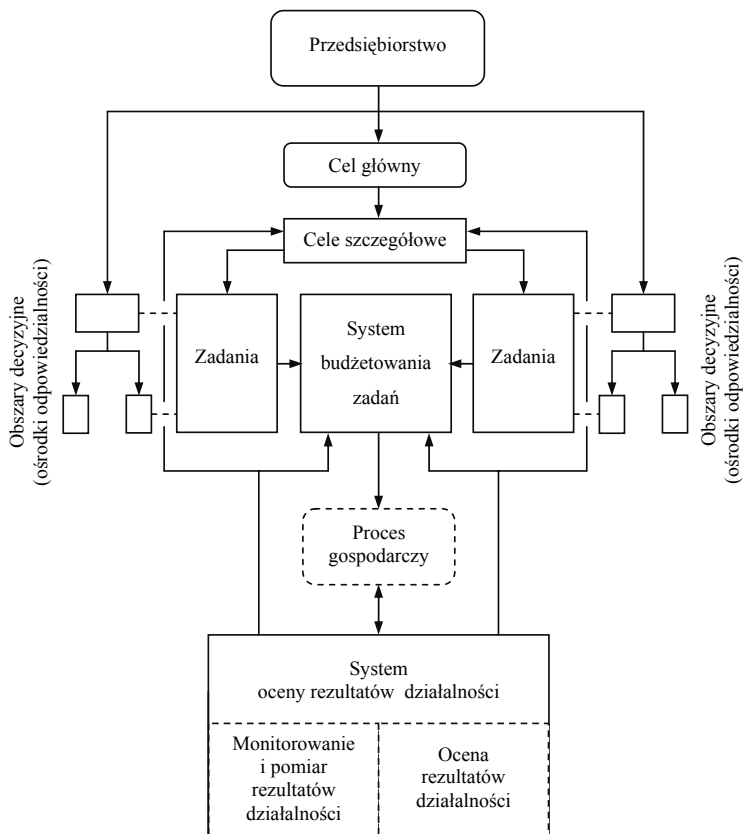 Przedsiębiorstwo
Cel główny
Cele szczegółowe
Obszary decyzyjne
(ośrodki odpowiedzialności)
Zadania
System
budżetowania
zadań
Zadania
Obszary decyzyjne
(ośrodki odpowiedzialności)
Proces
gospodarczy
System
oceny rezultatów działalności
Monitorowanie
i pomiar
rezultatów
działalności
Ocena
rezultatów
działalności